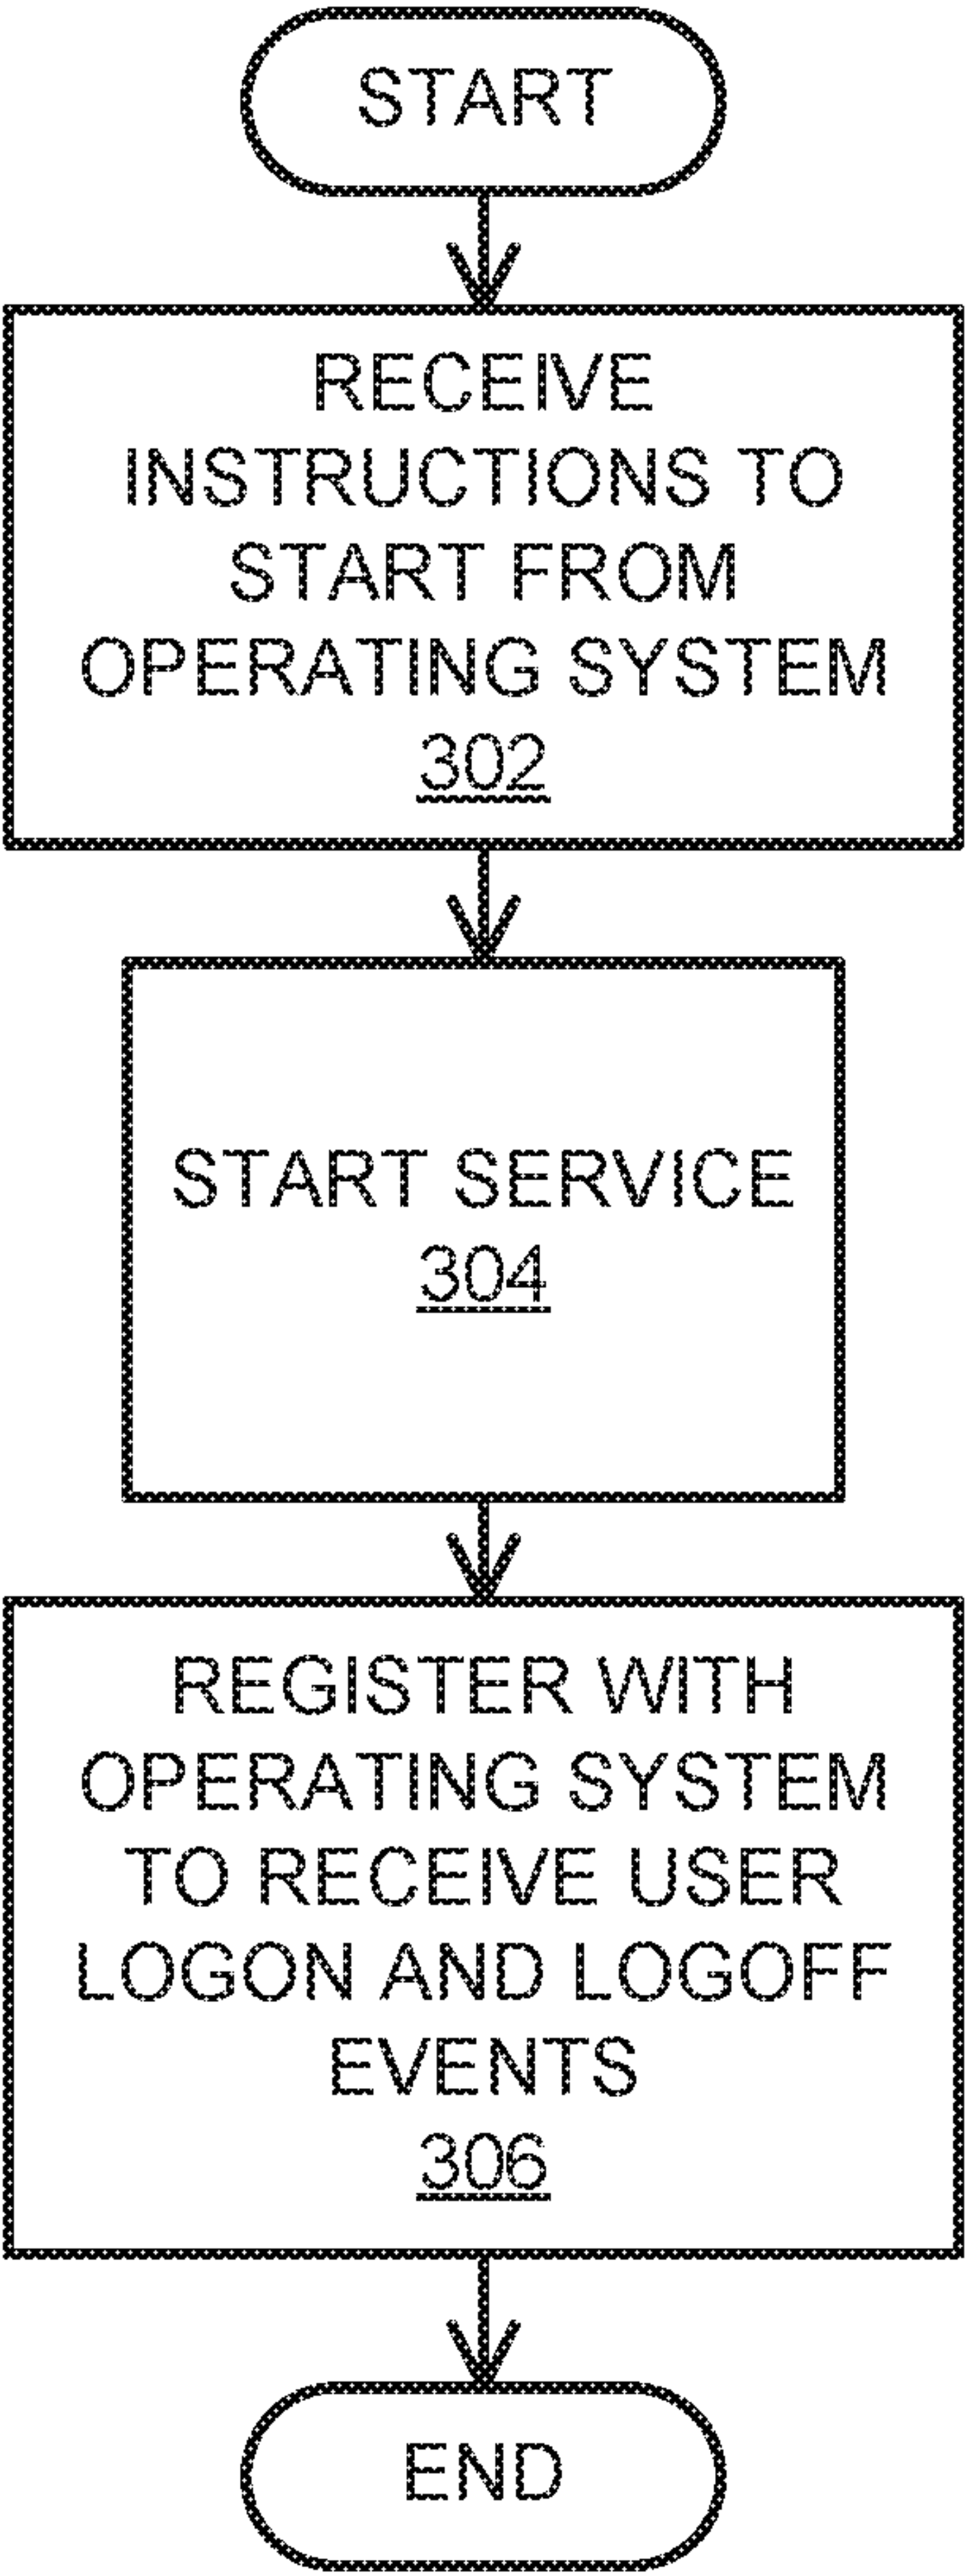 START
RECEIVE
INSTRUCTIONS TO
START FROM
OPERATING SYSTEM
302
START SERVICE
304
REGISTER WITH
OPERATING SYSTEM
TO RECEIVE USER
LOGON AND LOGOFF
EVENTS
306
END